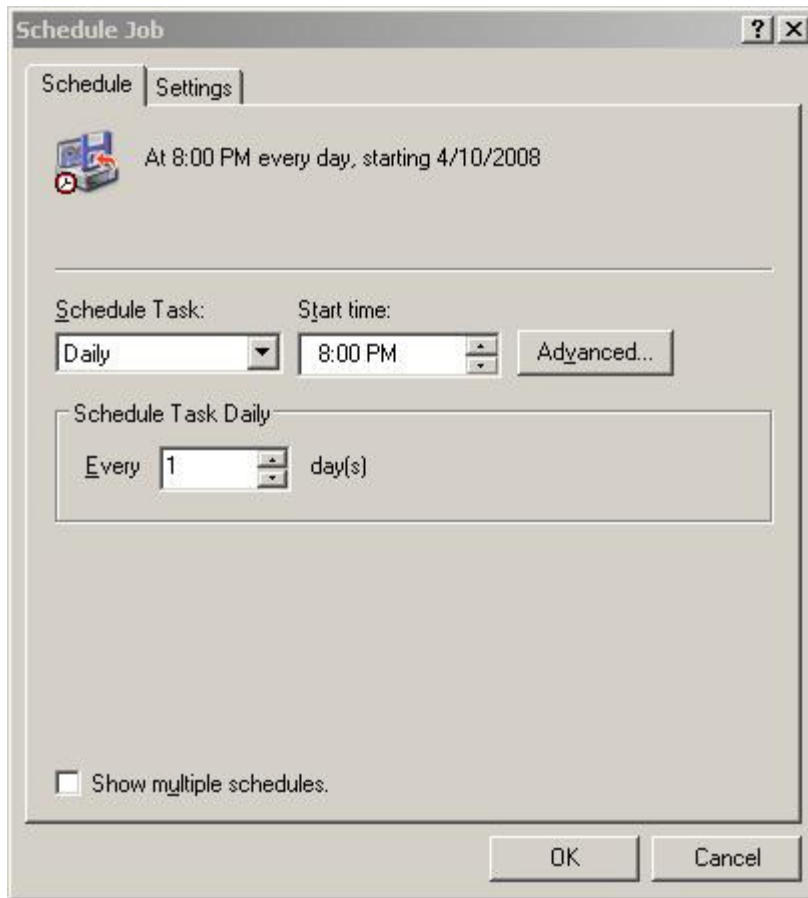 Schedule Job
Schedule Settings
At 8:00 PM every day, starting 4/10/2008
Schedule Task: Start time:
Daily 8:00 PM Advanced...
Schedule Task Daily
Every 1 day(s)
Show multiple schedules.
OK Cancel